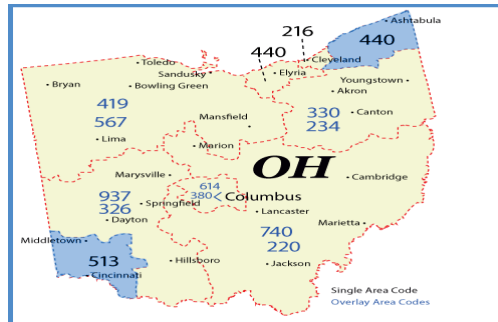 Ashtabula
216
440
440
Toledo
Cleveland
Sandusky
Elyria
Bryan
Bowling Green
Youngstown
Akron
419
567
330
234
Canton
Mansfield
Lima
Marion
OH
Marysville
Cambridge
614
380
Columbus
937
326
Springfield
Lancaster
Dayton
Marietta
740
220
Middletown
513
Hillsboro
Jackson
Cincinnati
Single Area Code
Overlay Area Codes